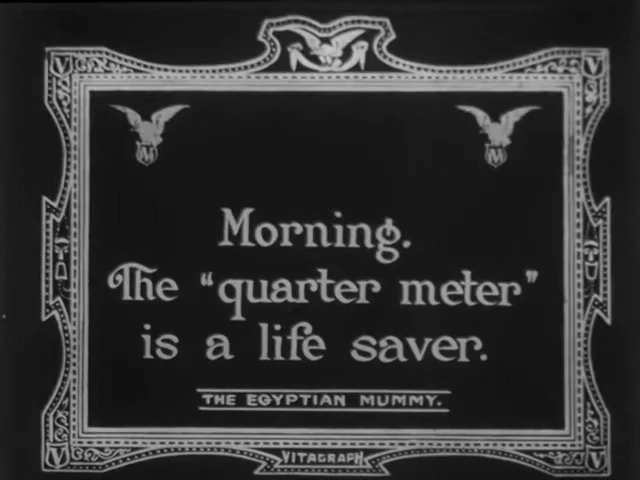 V V
M M
Morning.
The “quarter meter”
is a life saver.
THE EGYPTIAN MUMMY.
V VITAGRAPH V